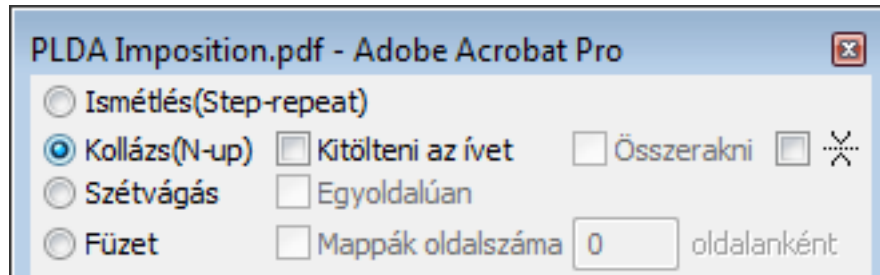 PLDA Imposition.pdf - Adobe Acrobat Pro
Ismétlés(Step-repeat)
Kollázs(N-up) Kitölteni az ívet Összerakni
Szétvágás Egyoldalúan
Füzet Mappák oldalszáma 0 oldalanként